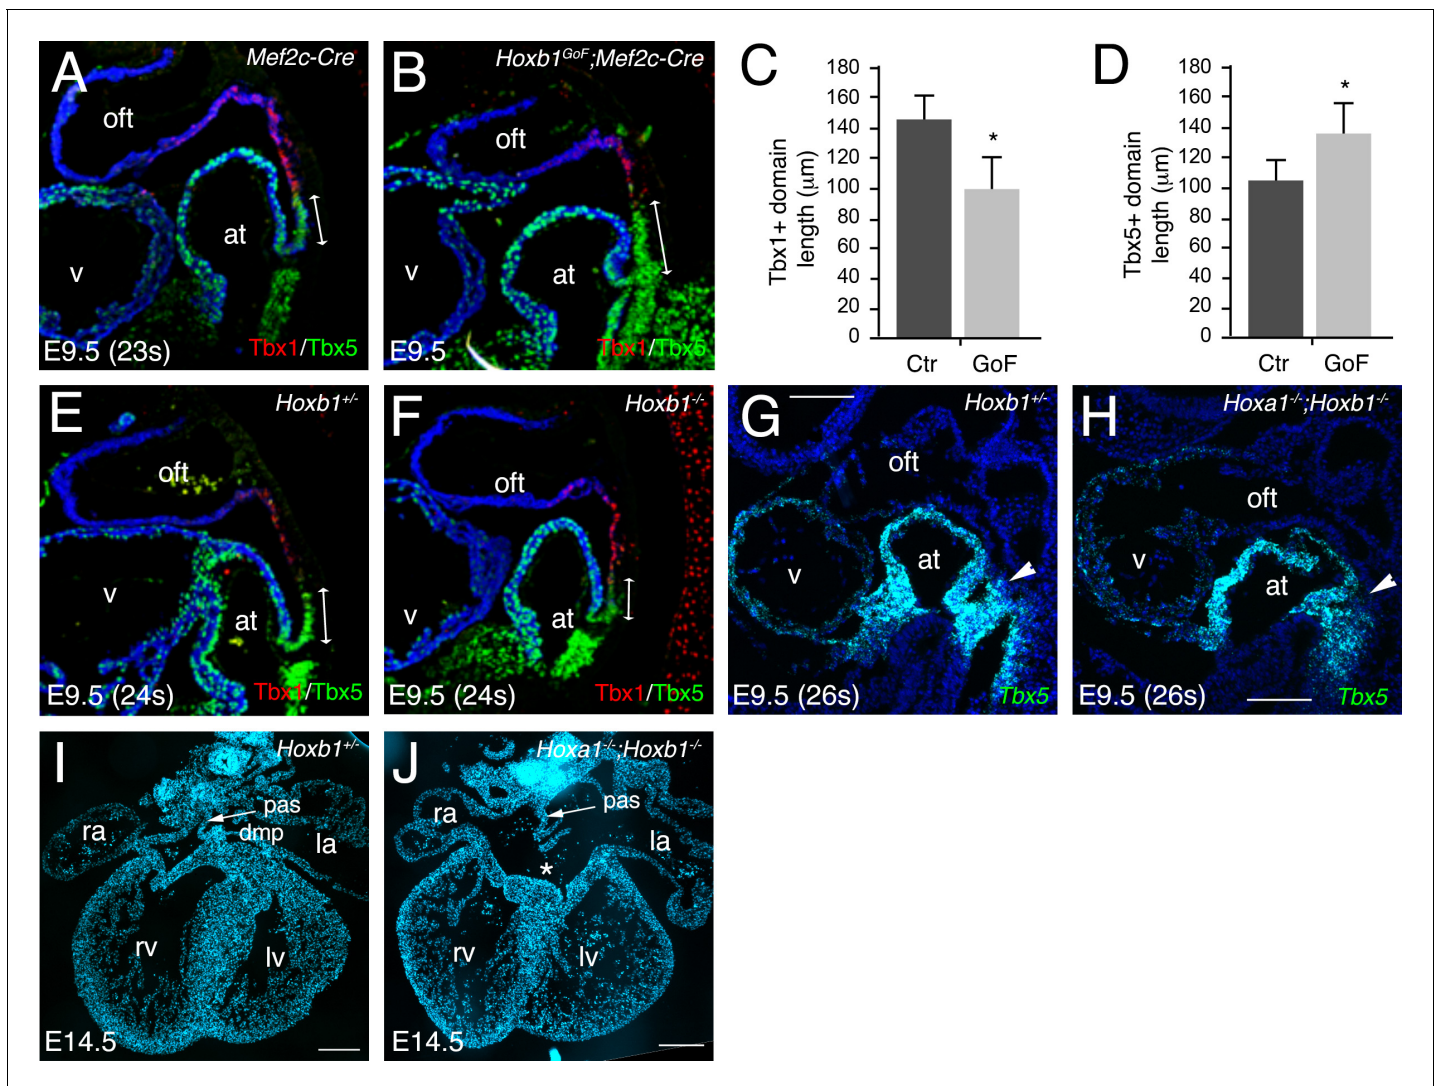 A
Mef2c-Cre
oft
at
v
E9.5 (23s)
Tbx1/Tbx5
B
Hoxb1GoF;Mef2c-Cre
oft
at
v
E9.5
Tbx1/Tbx5
C
Tbx1+ domain
length (µm)
180
160
140
120
100
80
60
40
20
0
*
Ctr
GoF
D
Tbx5+ domain
length (µm)
180
160
140
120
100
80
60
40
20
0
*
Ctr
GoF
E
Hoxb1+/-
oft
v
at
E9.5 (24s)
Tbx1/Tbx5
F
Hoxb1-/-
oft
v
at
E9.5 (24s)
Tbx1/Tbx5
G
Hoxb1+/-
oft
at
v
E9.5 (26s)
Tbx5
H
Hoxa1-/-;Hoxb1-/-
oft
v
at
E9.5 (26s)
Tbx5
I
Hoxb1+/-
pas
ra
dmp
la
rv
lv
E14.5
J
Hoxa1-/-;Hoxb1-/-
pas
ra
la
*
rv
lv
E14.5